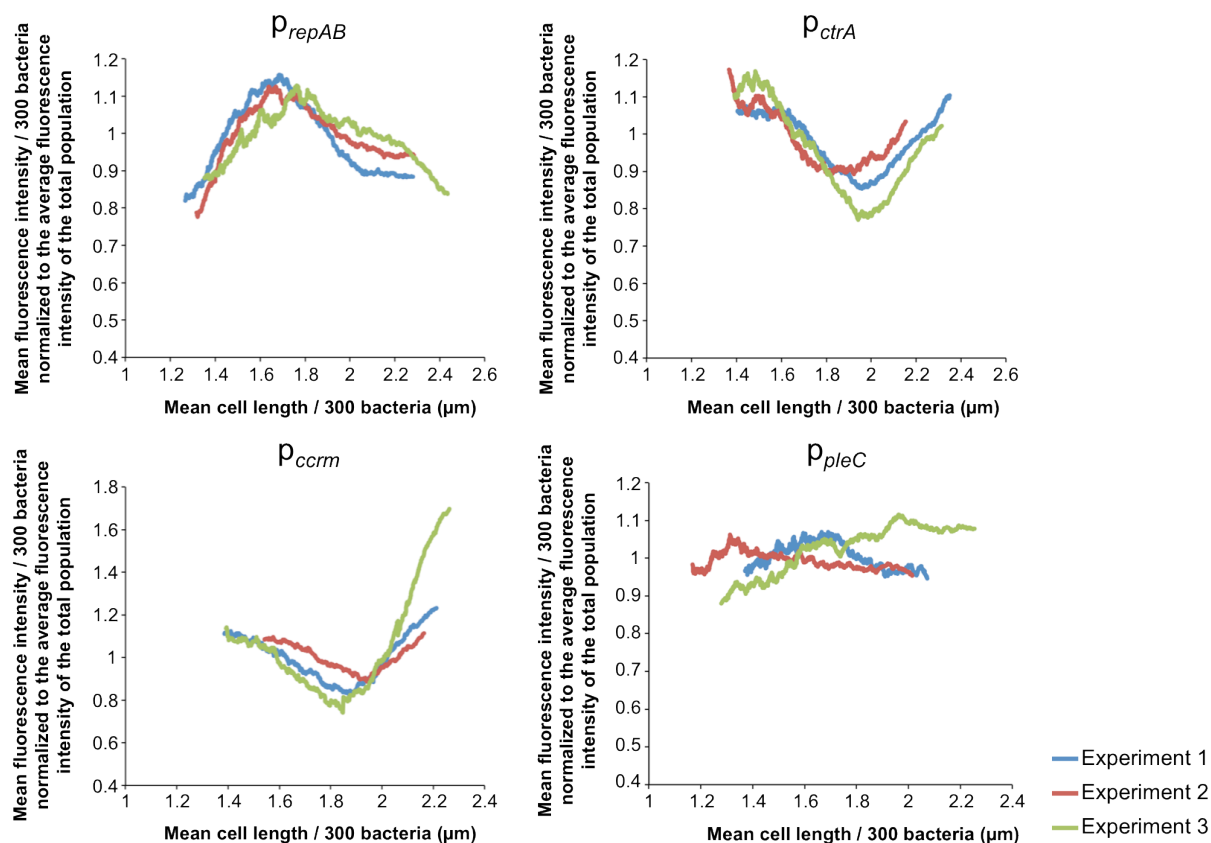 p_repAB
Mean fluorescence intensity / 300 bacteria
normalized to the average fluorescence
intensity of the total population
1.2
1.1
1
0.9
0.8
0.7
0.6
0.5
0.4
1 1.2 1.4 1.6 1.8 2 2.2 2.4 2.6
Mean cell length / 300 bacteria (µm)
p_ctrA
Mean fluorescence intensity / 300 bacteria
normalized to the average fluorescence
intensity of the total population
1.2
1.1
1
0.9
0.8
0.7
0.6
0.5
0.4
1 1.2 1.4 1.6 1.8 2 2.2 2.4 2.6
Mean cell length / 300 bacteria (µm)
p_ccrm
Mean fluorescence intensity / 300 bacteria
normalized to the average fluorescence
intensity of the total population
1.8
1.6
1.4
1.2
1
0.8
0.6
0.4
1 1.2 1.4 1.6 1.8 2 2.2 2.4
Mean cell length / 300 bacteria (µm)
p_pleC
Mean fluorescence intensity / 300 bacteria
normalized to the average fluorescence
intensity of the total population
1.2
1.1
1
0.9
0.8
0.7
0.6
0.5
0.4
1 1.2 1.4 1.6 1.8 2 2.2 2.4
Mean cell length / 300 bacteria (µm)
Experiment 1
Experiment 2
Experiment 3